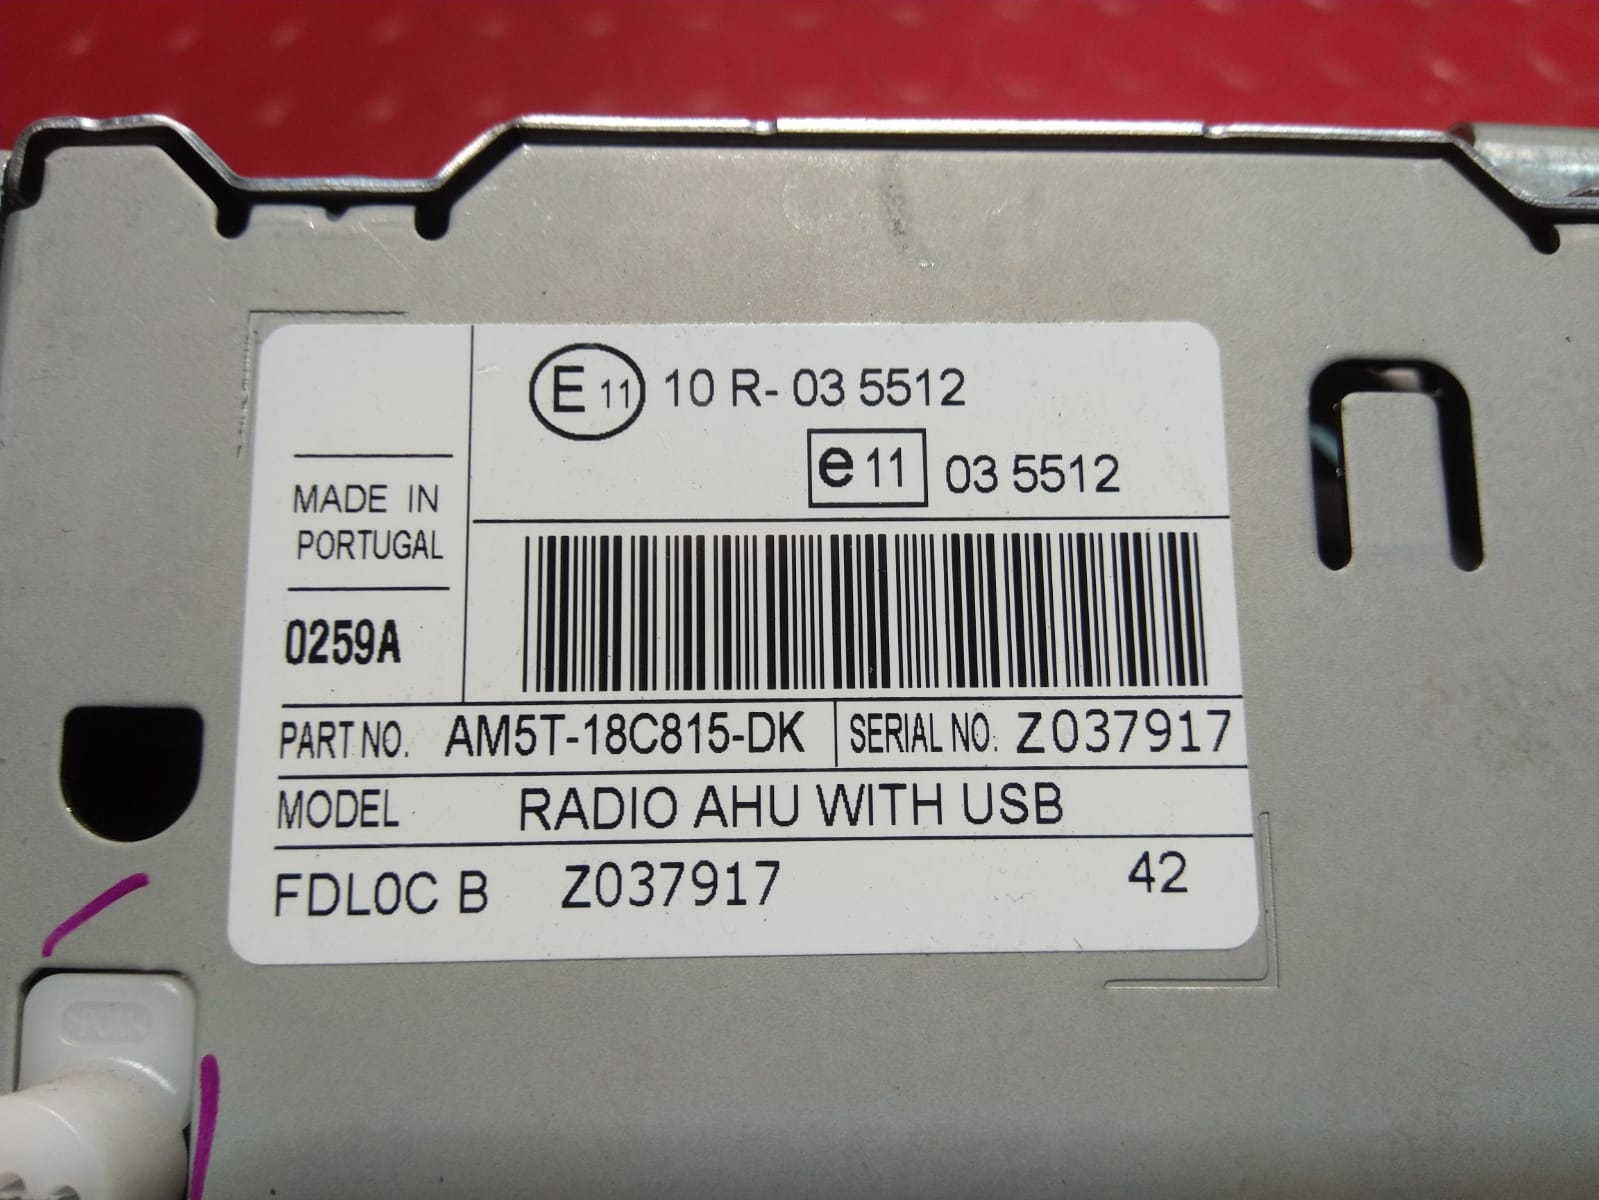 E 11 10 R- 03 5512
e 11 03 5512
MADE IN
PORTUGAL
0259A
PART NO. AM5T-18C815-DK SERIAL NO. Z037917
MODEL RADIO AHU WITH USB
FDL0C B Z037917 42